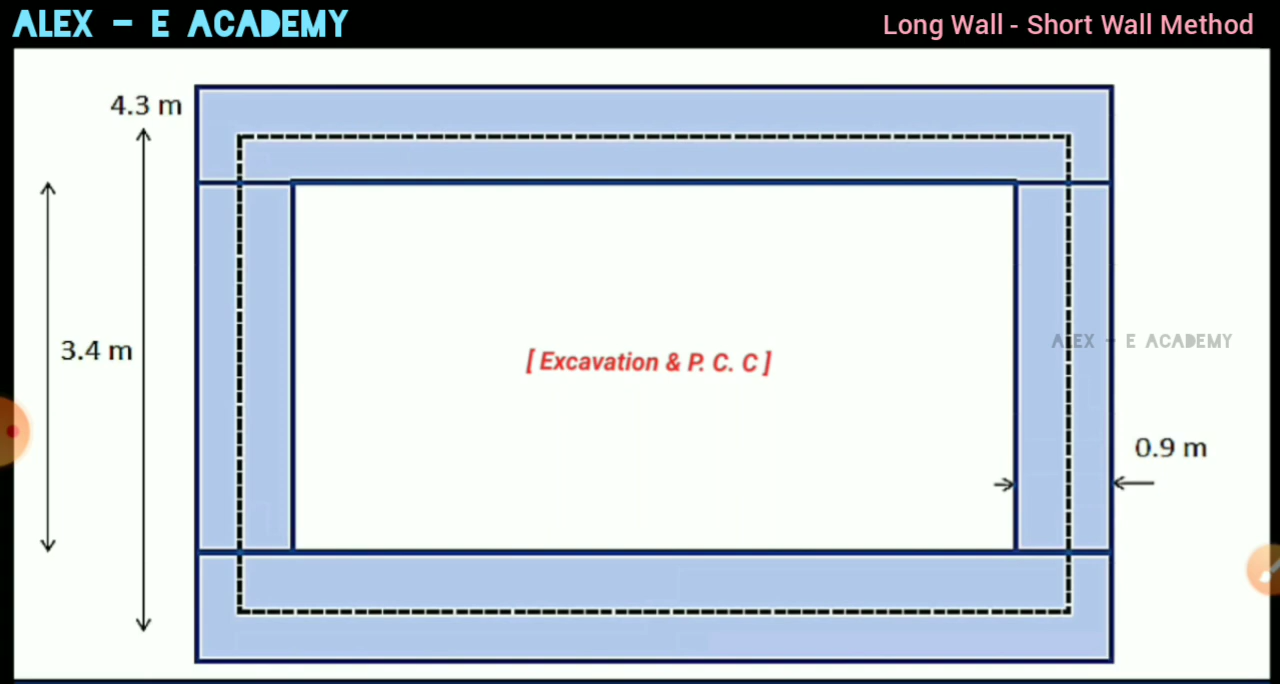 ALEX - E ACADEMY
Long Wall - Short Wall Method
4.3 m
3.4 m
[ Excavation & P. C. C ]
ALEX - E ACADEMY
0.9 m